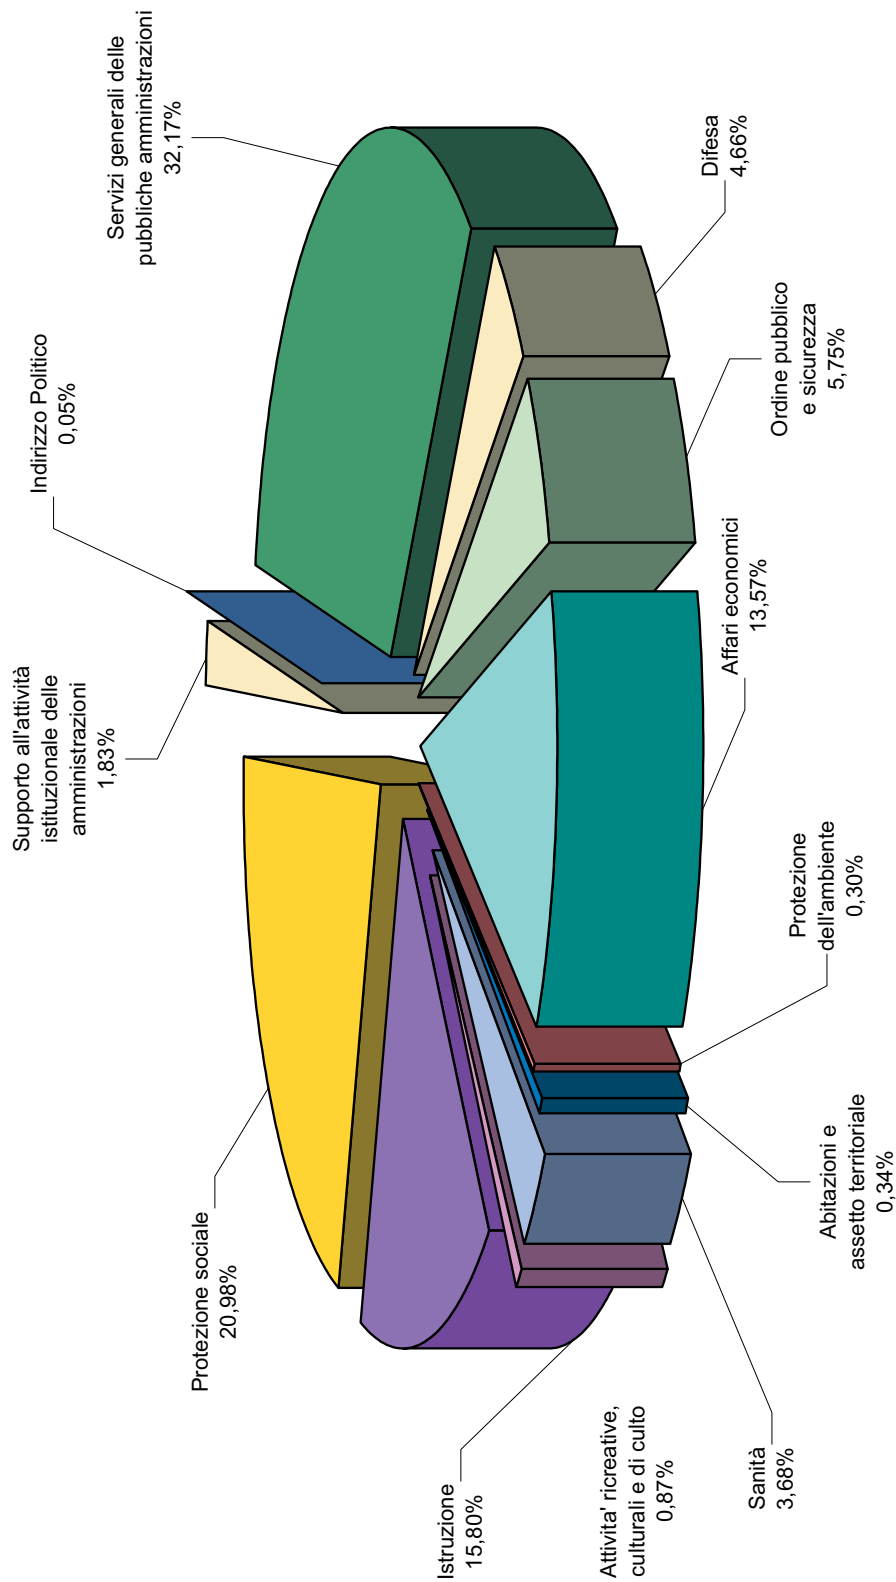 Supporto all'attività
istituzionale delle
amministrazioni
1,83%
Indirizzo Politico
0,05%
Servizi generali delle
pubbliche amministrazioni
32,17%
Difesa
4,66%
Ordine pubblico
e sicurezza
5,75%
Affari economici
13,57%
Protezione
dell'ambiente
0,30%
Abitazioni e
assetto territoriale
0,34%
Sanità
3,68%
Attivita' ricreative,
culturali e di culto
0,87%
Istruzione
15,80%
Protezione sociale
20,98%